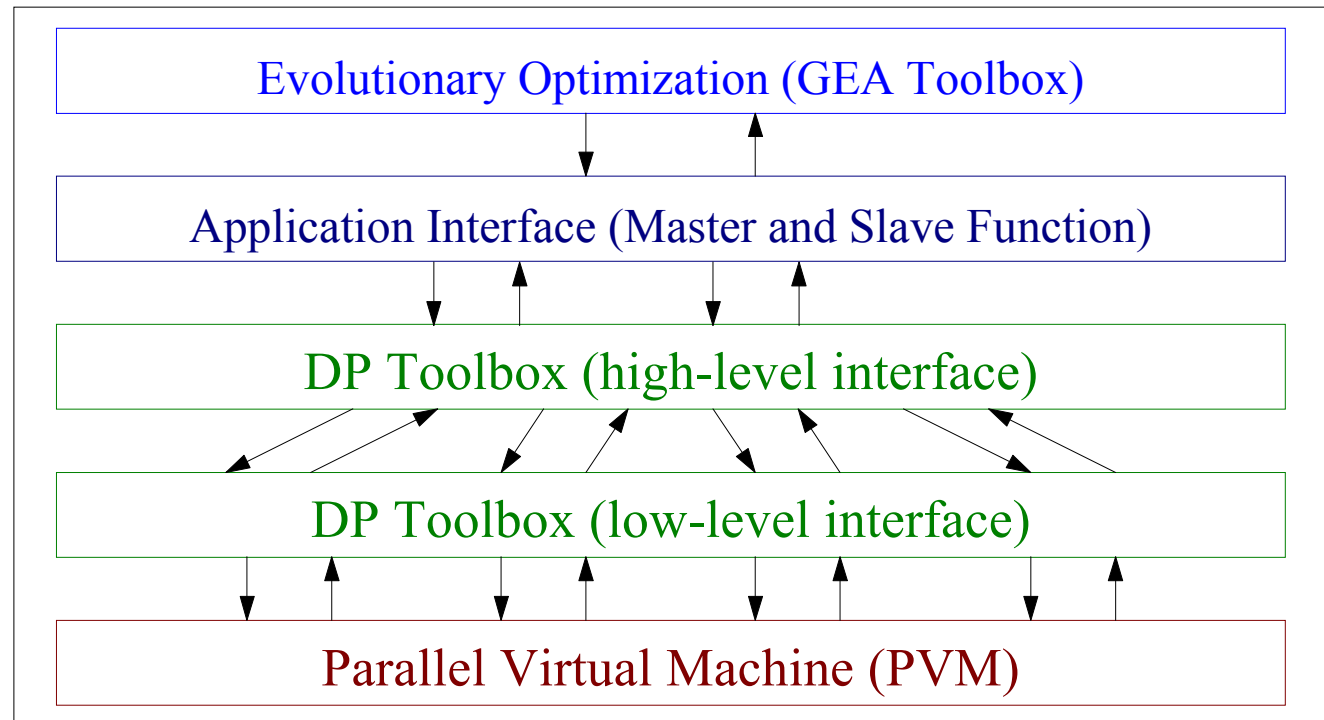 Evolutionary Optimization (GEA Toolbox)
Application Interface (Master and Slave Function)
DP Toolbox (high-level interface)
DP Toolbox (low-level interface)
Parallel Virtual Machine (PVM)